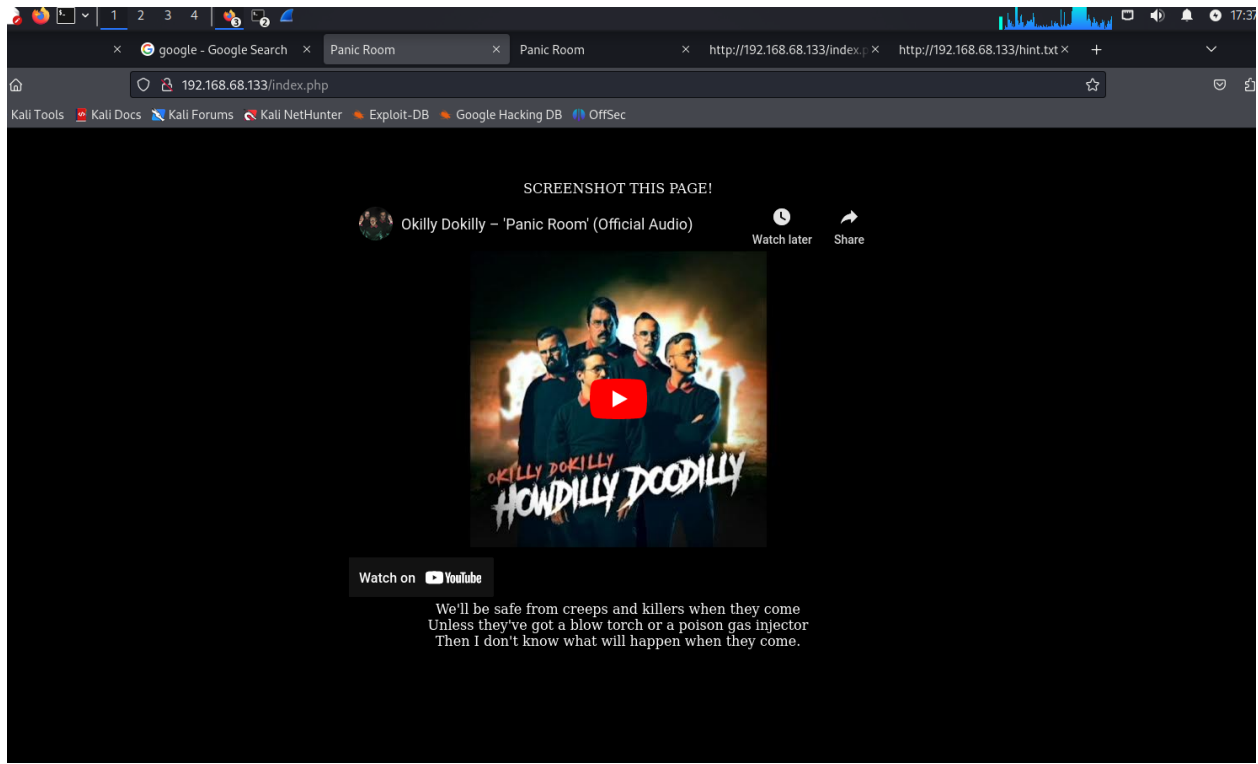 1 2 3 4 3 2 17:37
google - Google Search Panic Room Panic Room http://192.168.68.133/index.p http://192.168.68.133/hint.txt
192.168.68.133/index.php
Kali Tools Kali Docs Kali Forums Kali NetHunter Exploit-DB Google Hacking DB OffSec
SCREENSHOT THIS PAGE!
Okilly Dokilly – 'Panic Room' (Official Audio)
Watch later Share
OKILLY DOKILLY
HOWDILLY DOODILLY
Watch on YouTube
We'll be safe from creeps and killers when they come
Unless they've got a blow torch or a poison gas injector
Then I don't know what will happen when they come.